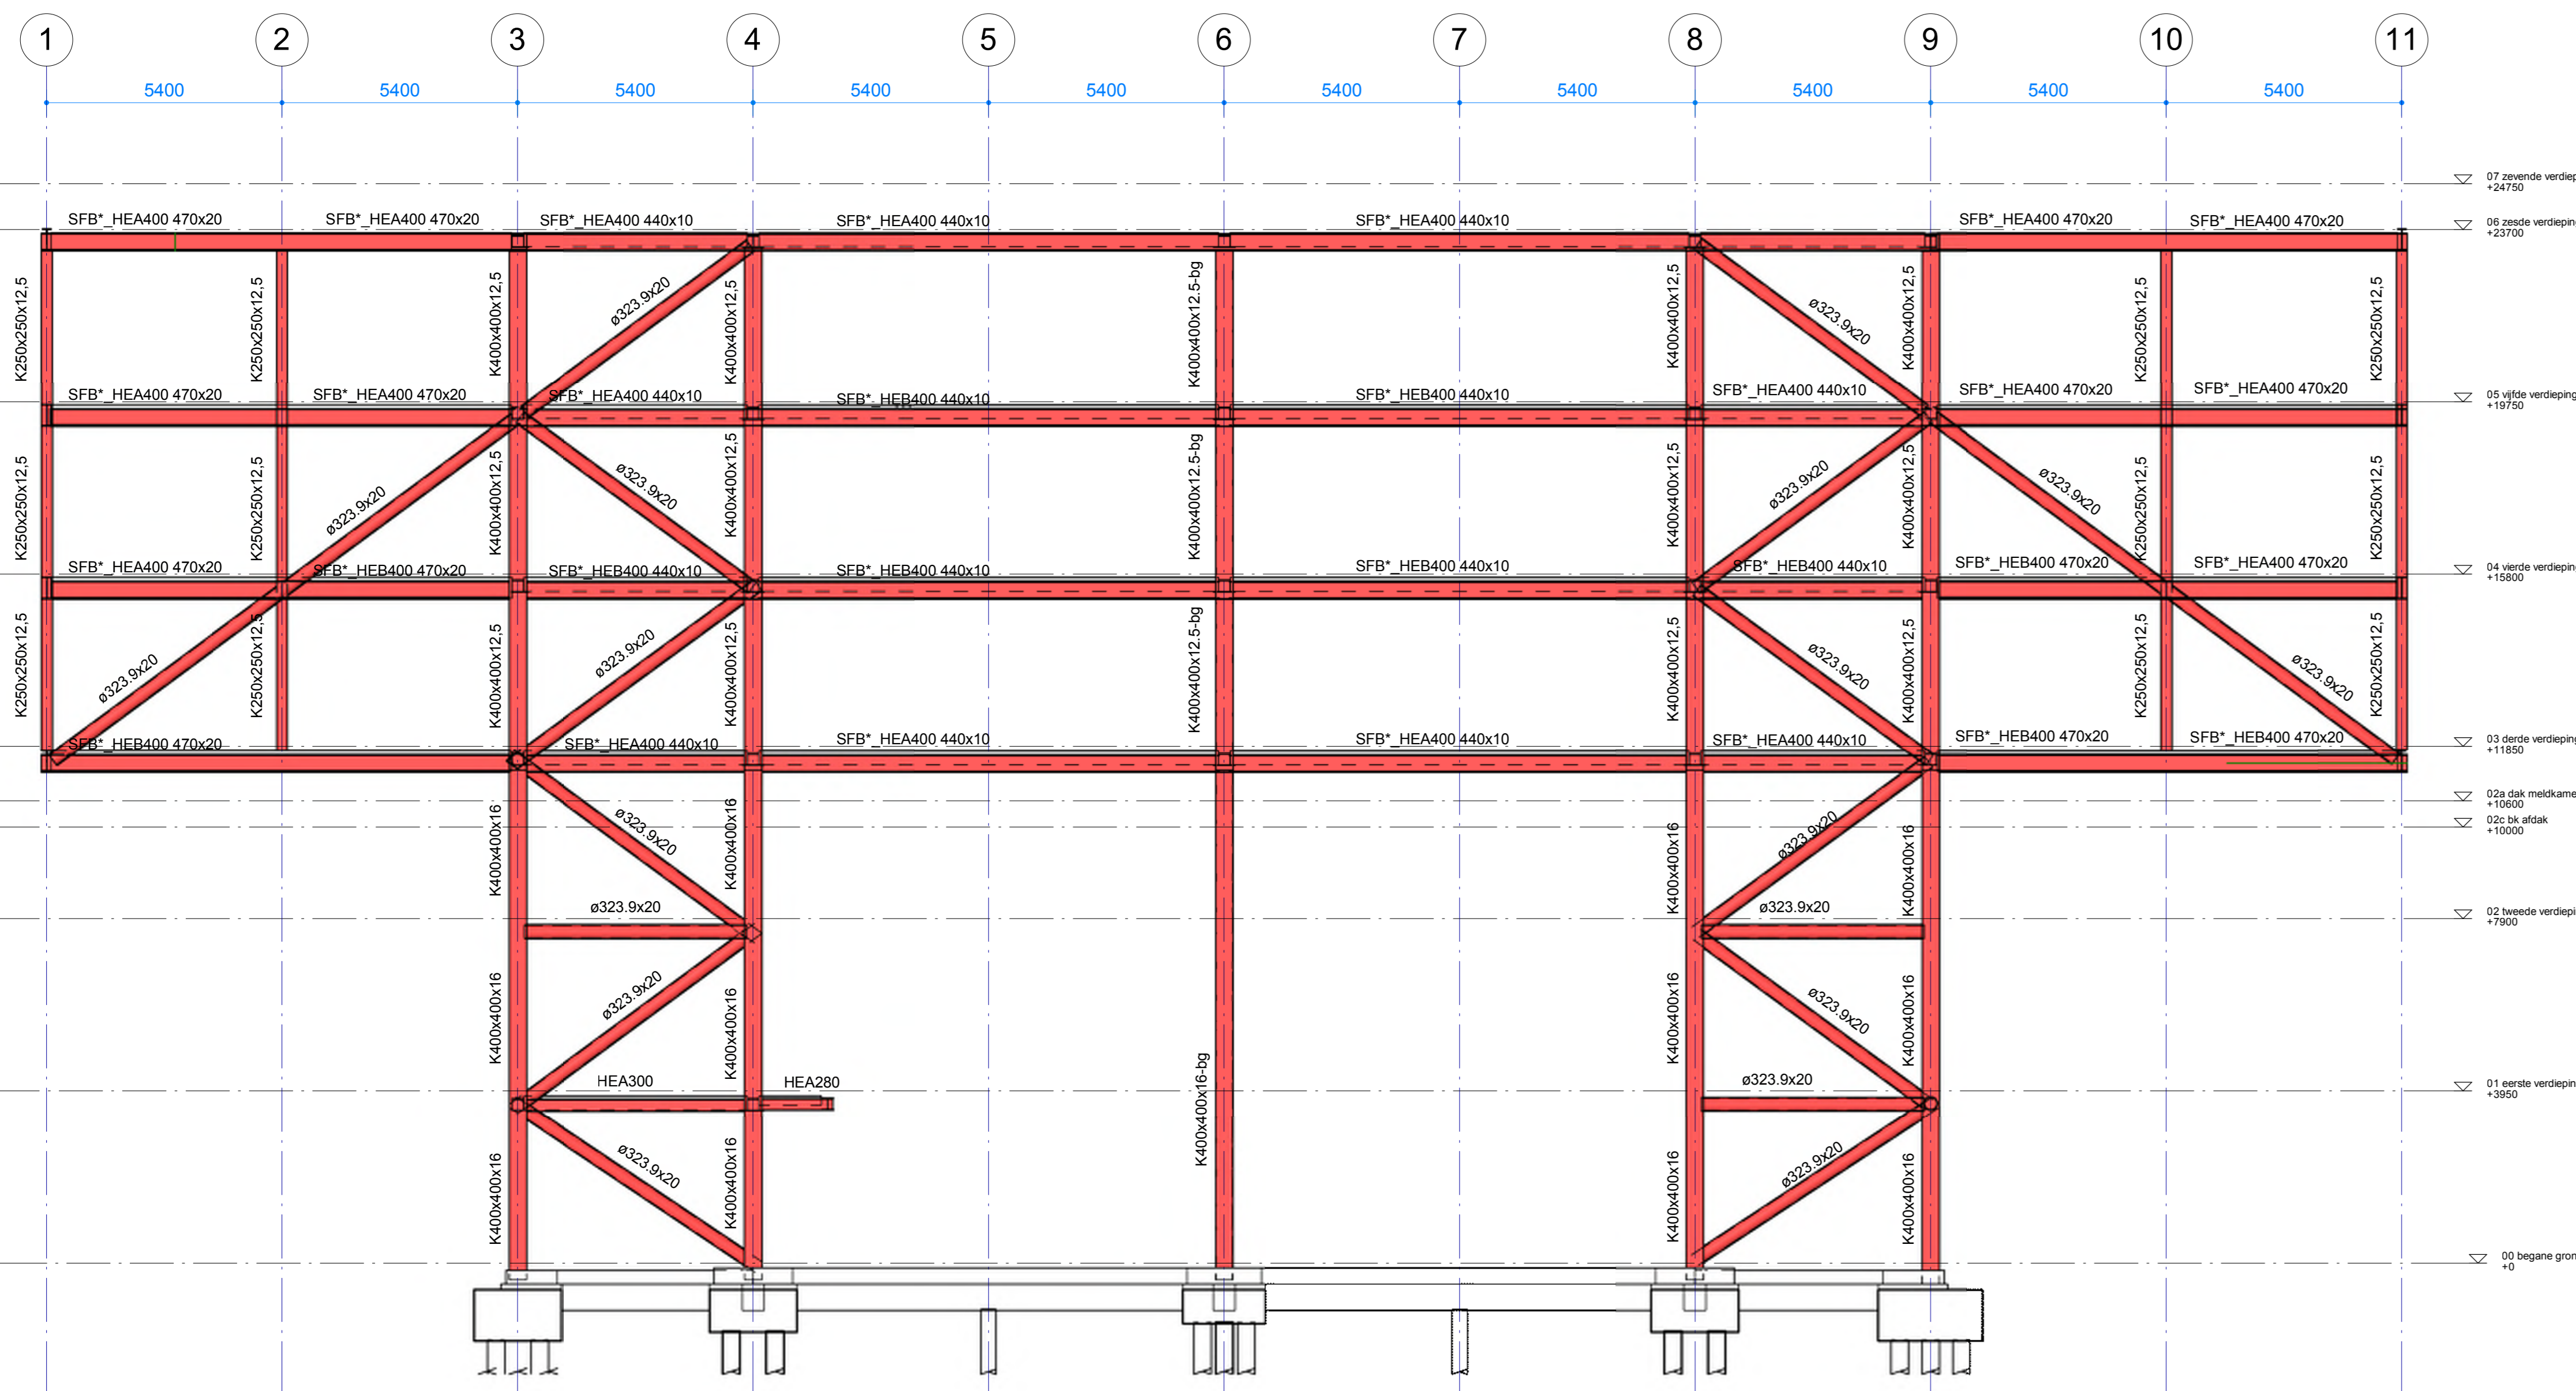 1 2 3 4 5 6 7 8 9 10 11
5400 5400 5400 5400 5400 5400 5400 5400 5400 5400
07 zevende verdiep
+24750
SFB*_HEA400 470x20 SFB*_HEA400 470x20 SFB*_HEA400 440x10 SFB*_HEA400 440x10 SFB*_HEA400 440x10 SFB*_HEA400 470x20 SFB*_HEA400 470x20
06 zesde verdieping
+23700
K250x250x12,5 K250x250x12,5 K400x400x12,5 ø323.9x20 K400x400x12,5 K400x400x12.5-bg K400x400x12,5 ø323.9x20 K400x400x12,5 K250x250x12,5 K250x250x12,5
SFB*_HEA400 470x20 SFB*_HEA400 470x20 SFB*_HEA400 440x10 SFB*_HEB400 440x10 SFB*_HEB400 440x10 SFB*_HEA400 440x10 SFB*_HEA400 470x20 SFB*_HEA400 470x20
05 vijfde verdieping
+19750
K250x250x12,5 K250x250x12,5 ø323.9x20 K400x400x12,5 ø323.9x20 K400x400x12,5 K400x400x12.5-bg K400x400x12,5 ø323.9x20 K400x400x12,5 ø323.9x20 K250x250x12,5 K250x250x12,5
SFB*_HEA400 470x20 SFB*_HEB400 470x20 SFB*_HEB400 440x10 SFB*_HEB400 440x10 SFB*_HEB400 440x10 SFB*_HEB400 440x10 SFB*_HEB400 470x20 SFB*_HEA400 470x20
04 vierde verdieping
+15800
K250x250x12,5 ø323.9x20 K250x250x12,5 K400x400x12,5 ø323.9x20 K400x400x12,5 K400x400x12.5-bg K400x400x12,5 ø323.9x20 K400x400x12,5 K250x250x12,5 ø323.9x20 K250x250x12,5
SFB*_HEB400 470x20 SFB*_HEA400 440x10 SFB*_HEA400 440x10 SFB*_HEA400 440x10 SFB*_HEA400 440x10 SFB*_HEB400 470x20 SFB*_HEB400 470x20
03 derde verdieping
+11850
02a dak meldkame
+10600
02c bk afdak
+10000
K400x400x16 ø323.9x20 K400x400x16 K400x400x16 ø323.9x20 K400x400x16
ø323.9x20 ø323.9x20
02 tweede verdiepi
+7900
K400x400x16 ø323.9x20 K400x400x16 K400x400x16 ø323.9x20 K400x400x16
HEA300 HEA280 ø323.9x20
01 eerste verdiepin
+3950
K400x400x16 ø323.9x20 K400x400x16 K400x400x16-bg K400x400x16 ø323.9x20 K400x400x16
00 begane gron
+0